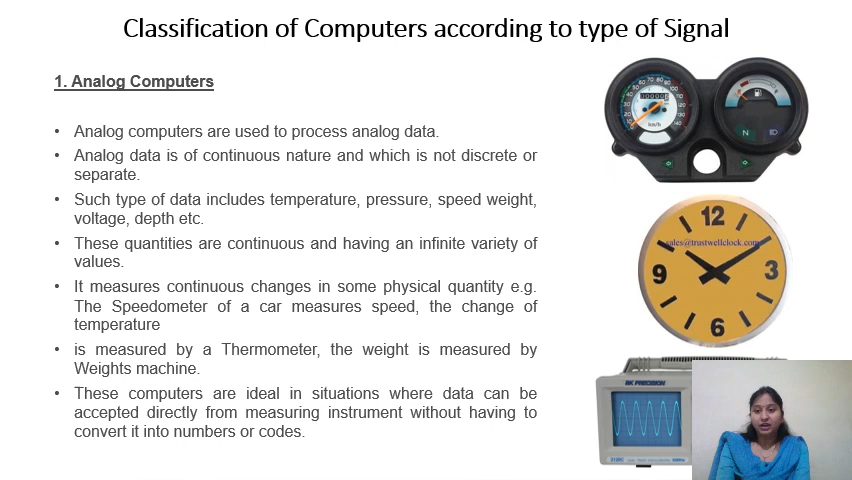 Classification of Computers according to type of Signal
1. Analog Computers
• Analog computers are used to process analog data.
• Analog data is of continuous nature and which is not discrete or
separate.
• Such type of data includes temperature, pressure, speed weight,
voltage, depth etc.
• These quantities are continuous and having an infinite variety of
values.
• It measures continuous changes in some physical quantity e.g.
The Speedometer of a car measures speed, the change of
temperature
• is measured by a Thermometer, the weight is measured by
Weights machine.
• These computers are ideal in situations where data can be
accepted directly from measuring instrument without having to
convert it into numbers or codes.
km/h
N
12
sales@trustwellclock.com
9
3
6
BK PRECISION